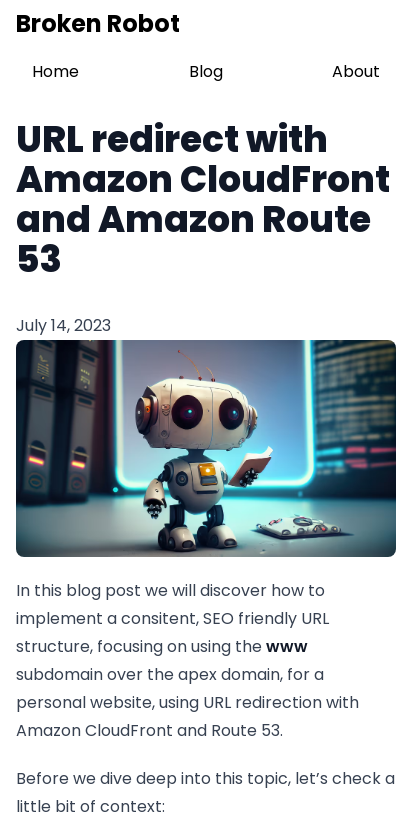 Broken Robot
Home Blog About
URL redirect with
Amazon CloudFront
and Amazon Route
53
July 14, 2023
In this blog post we will discover how to
implement a consitent, SEO friendly URL
structure, focusing on using the www
subdomain over the apex domain, for a
personal website, using URL redirection with
Amazon CloudFront and Route 53.
Before we dive deep into this topic, let’s check a
little bit of context: